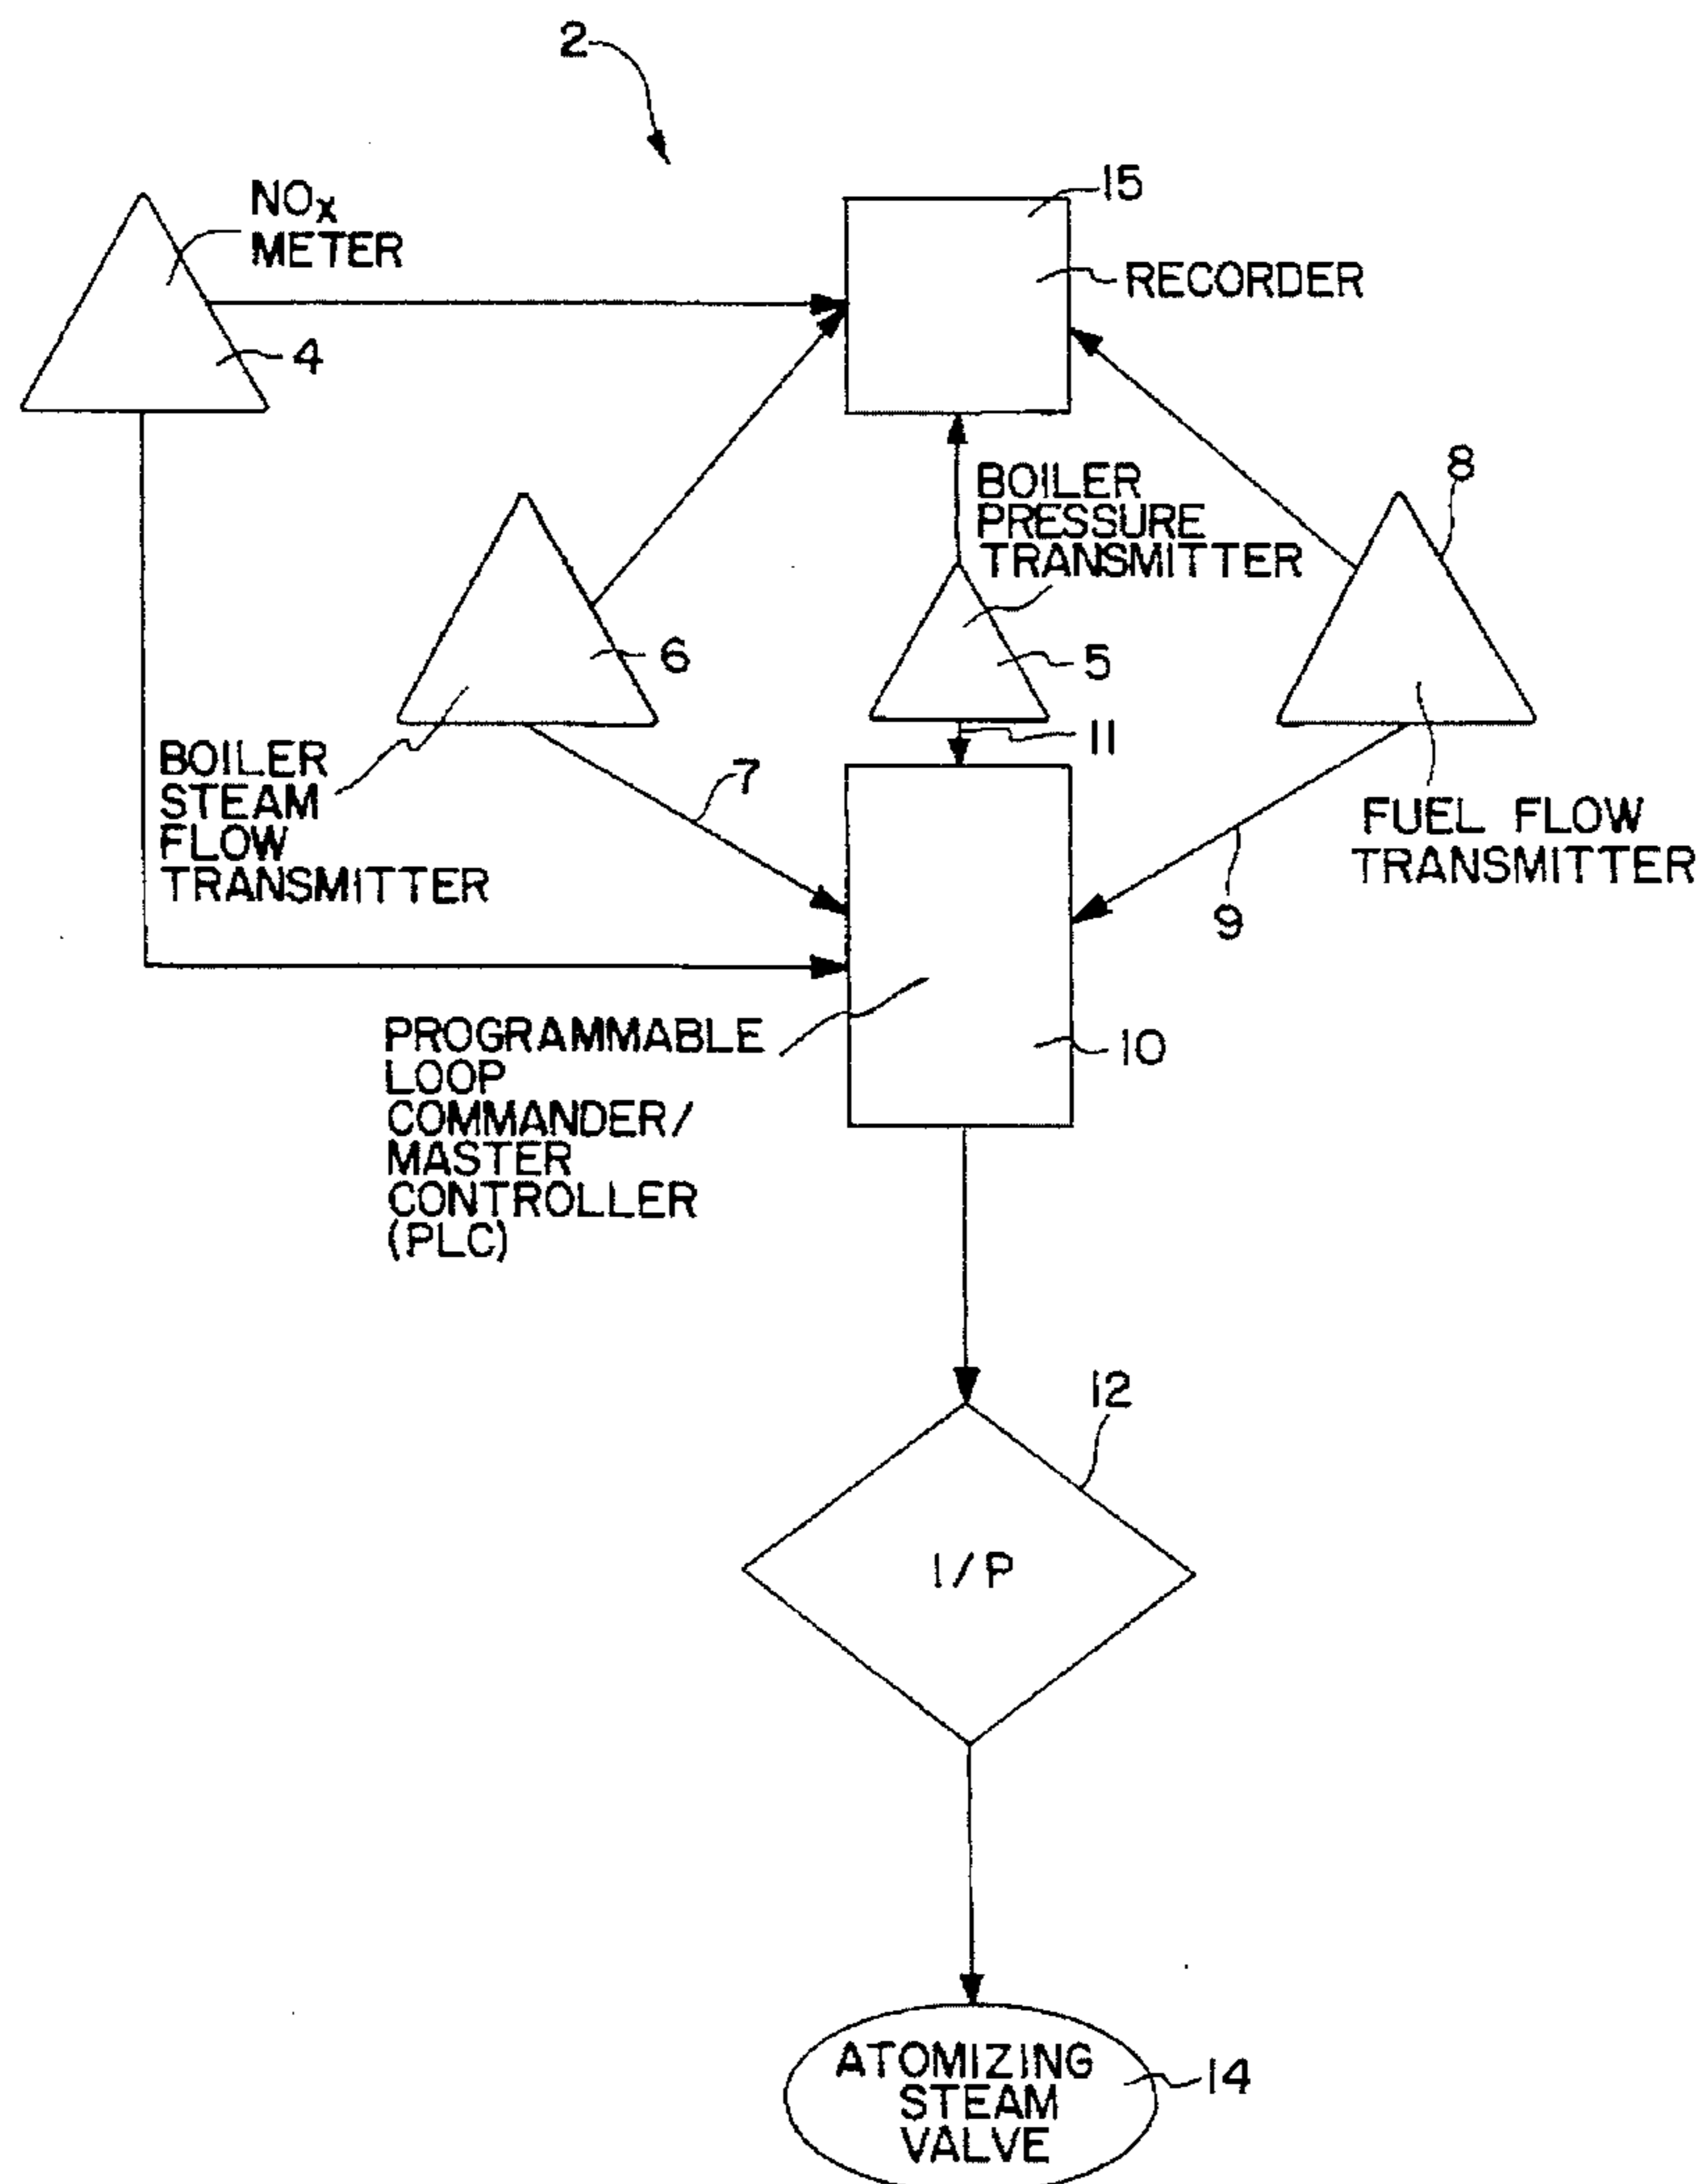 2
NOx
METER
15
RECORDER
4
8
BOILER
PRESSURE
TRANSMITTER
6
5
11
BOILER
STEAM
FLOW
TRANSMITTER
7
FUEL FLOW
TRANSMITTER
9
PROGRAMMABLE
LOOP
COMMANDER/
MASTER
CONTROLLER
(PLC)
10
12
I/P
ATOMIZING
STEAM
VALVE
14